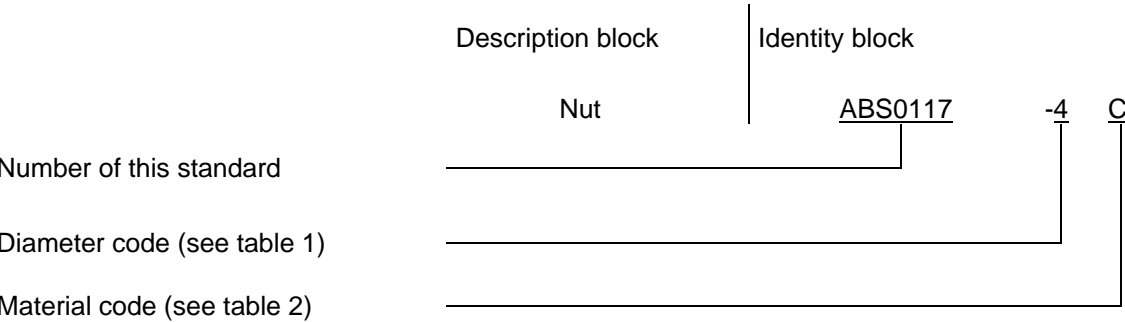 Description block Identity block
Nut ABS0117 -4 C
Number of this standard
Diameter code (see table 1)
Material code (see table 2)